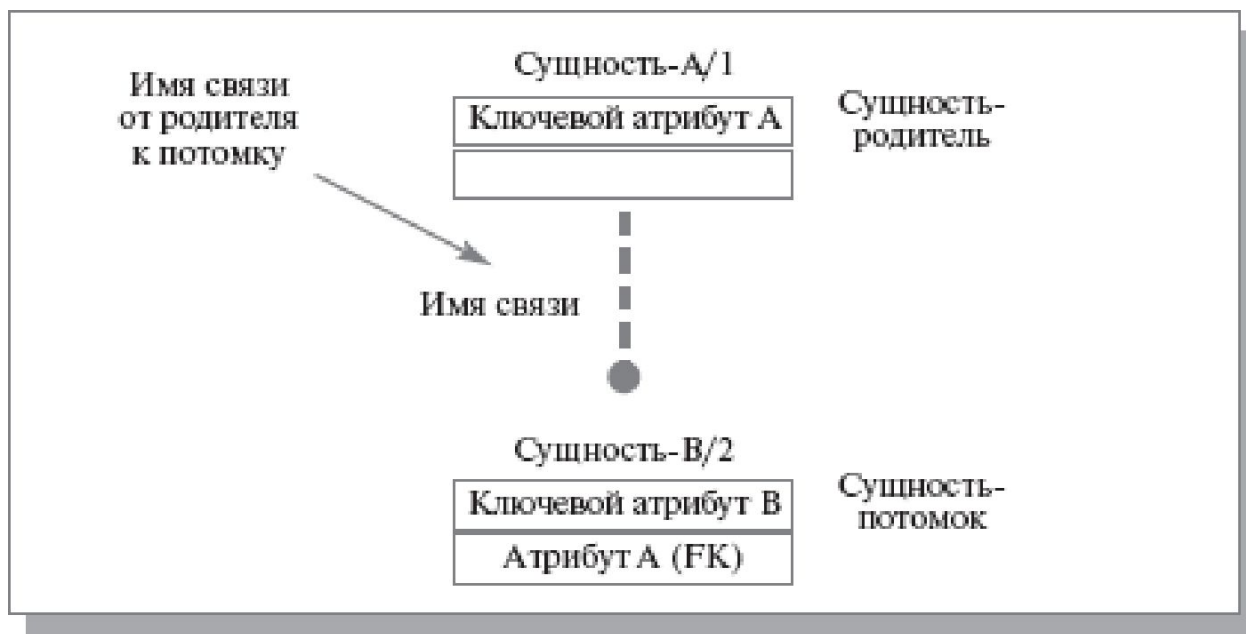 Сущность-A/1
Имя связи
от родителя
к потомку
Ключевой атрибут A
Сущность-
родитель
Имя связи
Сущность-B/2
Ключевой атрибут B
Атрибут A (FK)
Сущность-
потомок